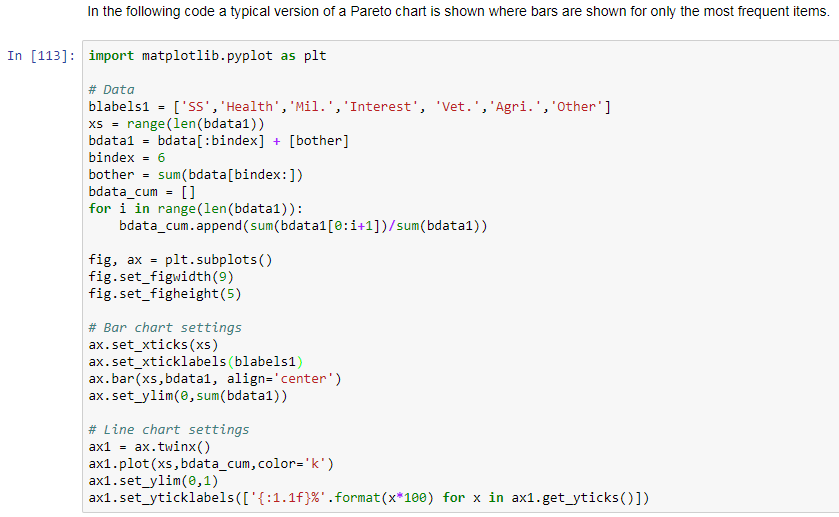 In the following code a typical version of a Pareto chart is shown where bars are shown for only the most frequent items.
In [113]: import matplotlib.pyplot as plt
# Data
blabels1 = ['SS','Health','Mil.','Interest', 'Vet.','Agri.','Other']
xs = range(len(bdata1))
bdata1 = bdata[:bindex] + [bother]
bindex = 6
bother = sum(bdata[bindex:])
bdata_cum = []
for i in range(len(bdata1)):
    bdata_cum.append(sum(bdata1[0:i+1])/sum(bdata1))
fig, ax = plt.subplots()
fig.set_figwidth(9)
fig.set_figheight(5)
# Bar chart settings
ax.set_xticks(xs)
ax.set_xticklabels(blabels1)
ax.bar(xs,bdata1, align='center')
ax.set_ylim(0,sum(bdata1))
# Line chart settings
ax1 = ax.twinx()
ax1.plot(xs,bdata_cum,color='k')
ax1.set_ylim(0,1)
ax1.set_yticklabels(['{:1.1f}%'.format(x*100) for x in ax1.get_yticks()])